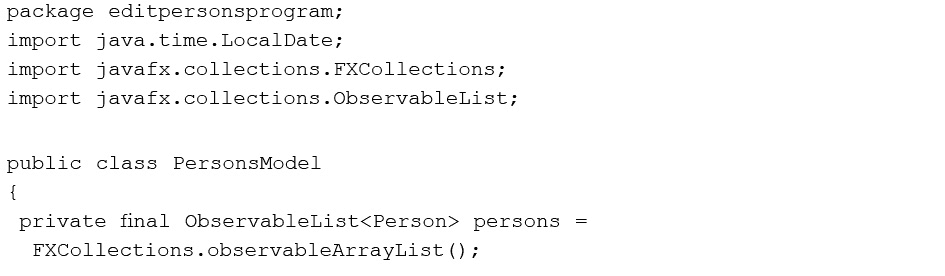 package editpersonsprogram;
import java.time.LocalDate;
import javafx.collections.FXCollections;
import javafx.collections.ObservableList;
public class PersonsModel
{
private final ObservableList<Person> persons =
FXCollections.observableArrayList();